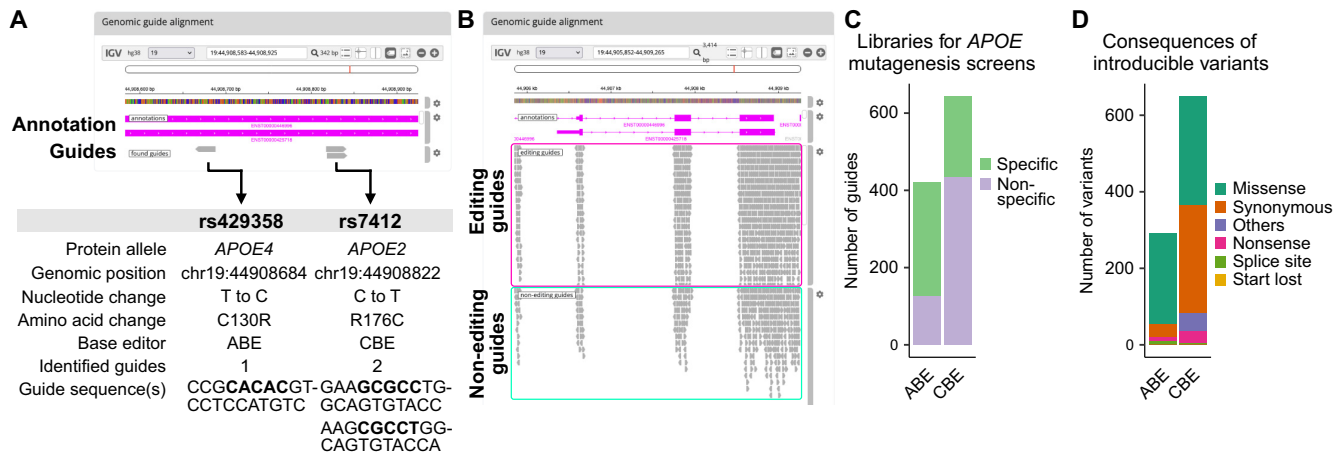 A
Genomic guide alignment
IGV hg38 19 19:44,908,583-44,908,925 342 bp
44,908,600 bp 44,908,700 bp 44,908,800 bp 44,908,900 bp
annotations
ENST00000446996
ENST00000425718
found guides
Annotation
Guides
rs429358 rs7412
Protein allele APOE4 APOE2
Genomic position chr19:44908684 chr19:44908822
Nucleotide change T to C C to T
Amino acid change C130R R176C
Base editor ABE CBE
Identified guides 1 2
Guide sequence(s) CCGCACACGT- GAAGCGCCTG-
CCTCCATGTC GCAGTGTACC
AAGCGCCTGG-
CAGTGTACCA
B
Genomic guide alignment
IGV hg38 19 19:44,905,852-44,909,265 3,414 bp
44,906 kb 44,907 kb 44,908 kb 44,909 kb
annotations
ENST00000446996
ENST00000425718
editing guides
non-editing guides
Editing
guides
Non-editing
guides
C
Libraries for APOE
mutagenesis screens
Number of guides
600
400
200
0
ABE
CBE
Specific
Non-
specific
D
Consequences of
introducible variants
Number of variants
600
400
200
0
ABE
CBE
Missense
Synonymous
Others
Nonsense
Splice site
Start lost